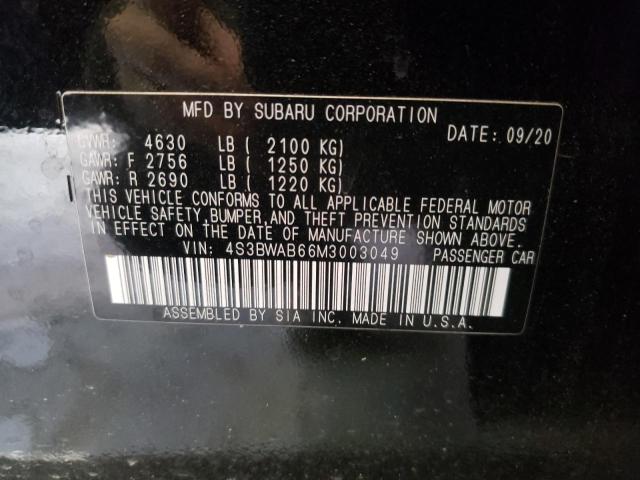 MFD BY SUBARU CORPORATION
DATE: 09/20
GVWR: 4630 LB ( 2100 KG)
GAWR: F 2756 LB ( 1250 KG)
GAWR: R 2690 LB ( 1220 KG)
THIS VEHICLE CONFORMS TO ALL APPLICABLE FEDERAL MOTOR
VEHICLE SAFETY, BUMPER, AND THEFT PREVENTION STANDARDS
IN EFFECT ON THE DATE OF MANUFACTURE SHOWN ABOVE.
VIN: 4S3BWAB66M3003049 PASSENGER CAR
ASSEMBLED BY SIA INC. MADE IN U.S.A.